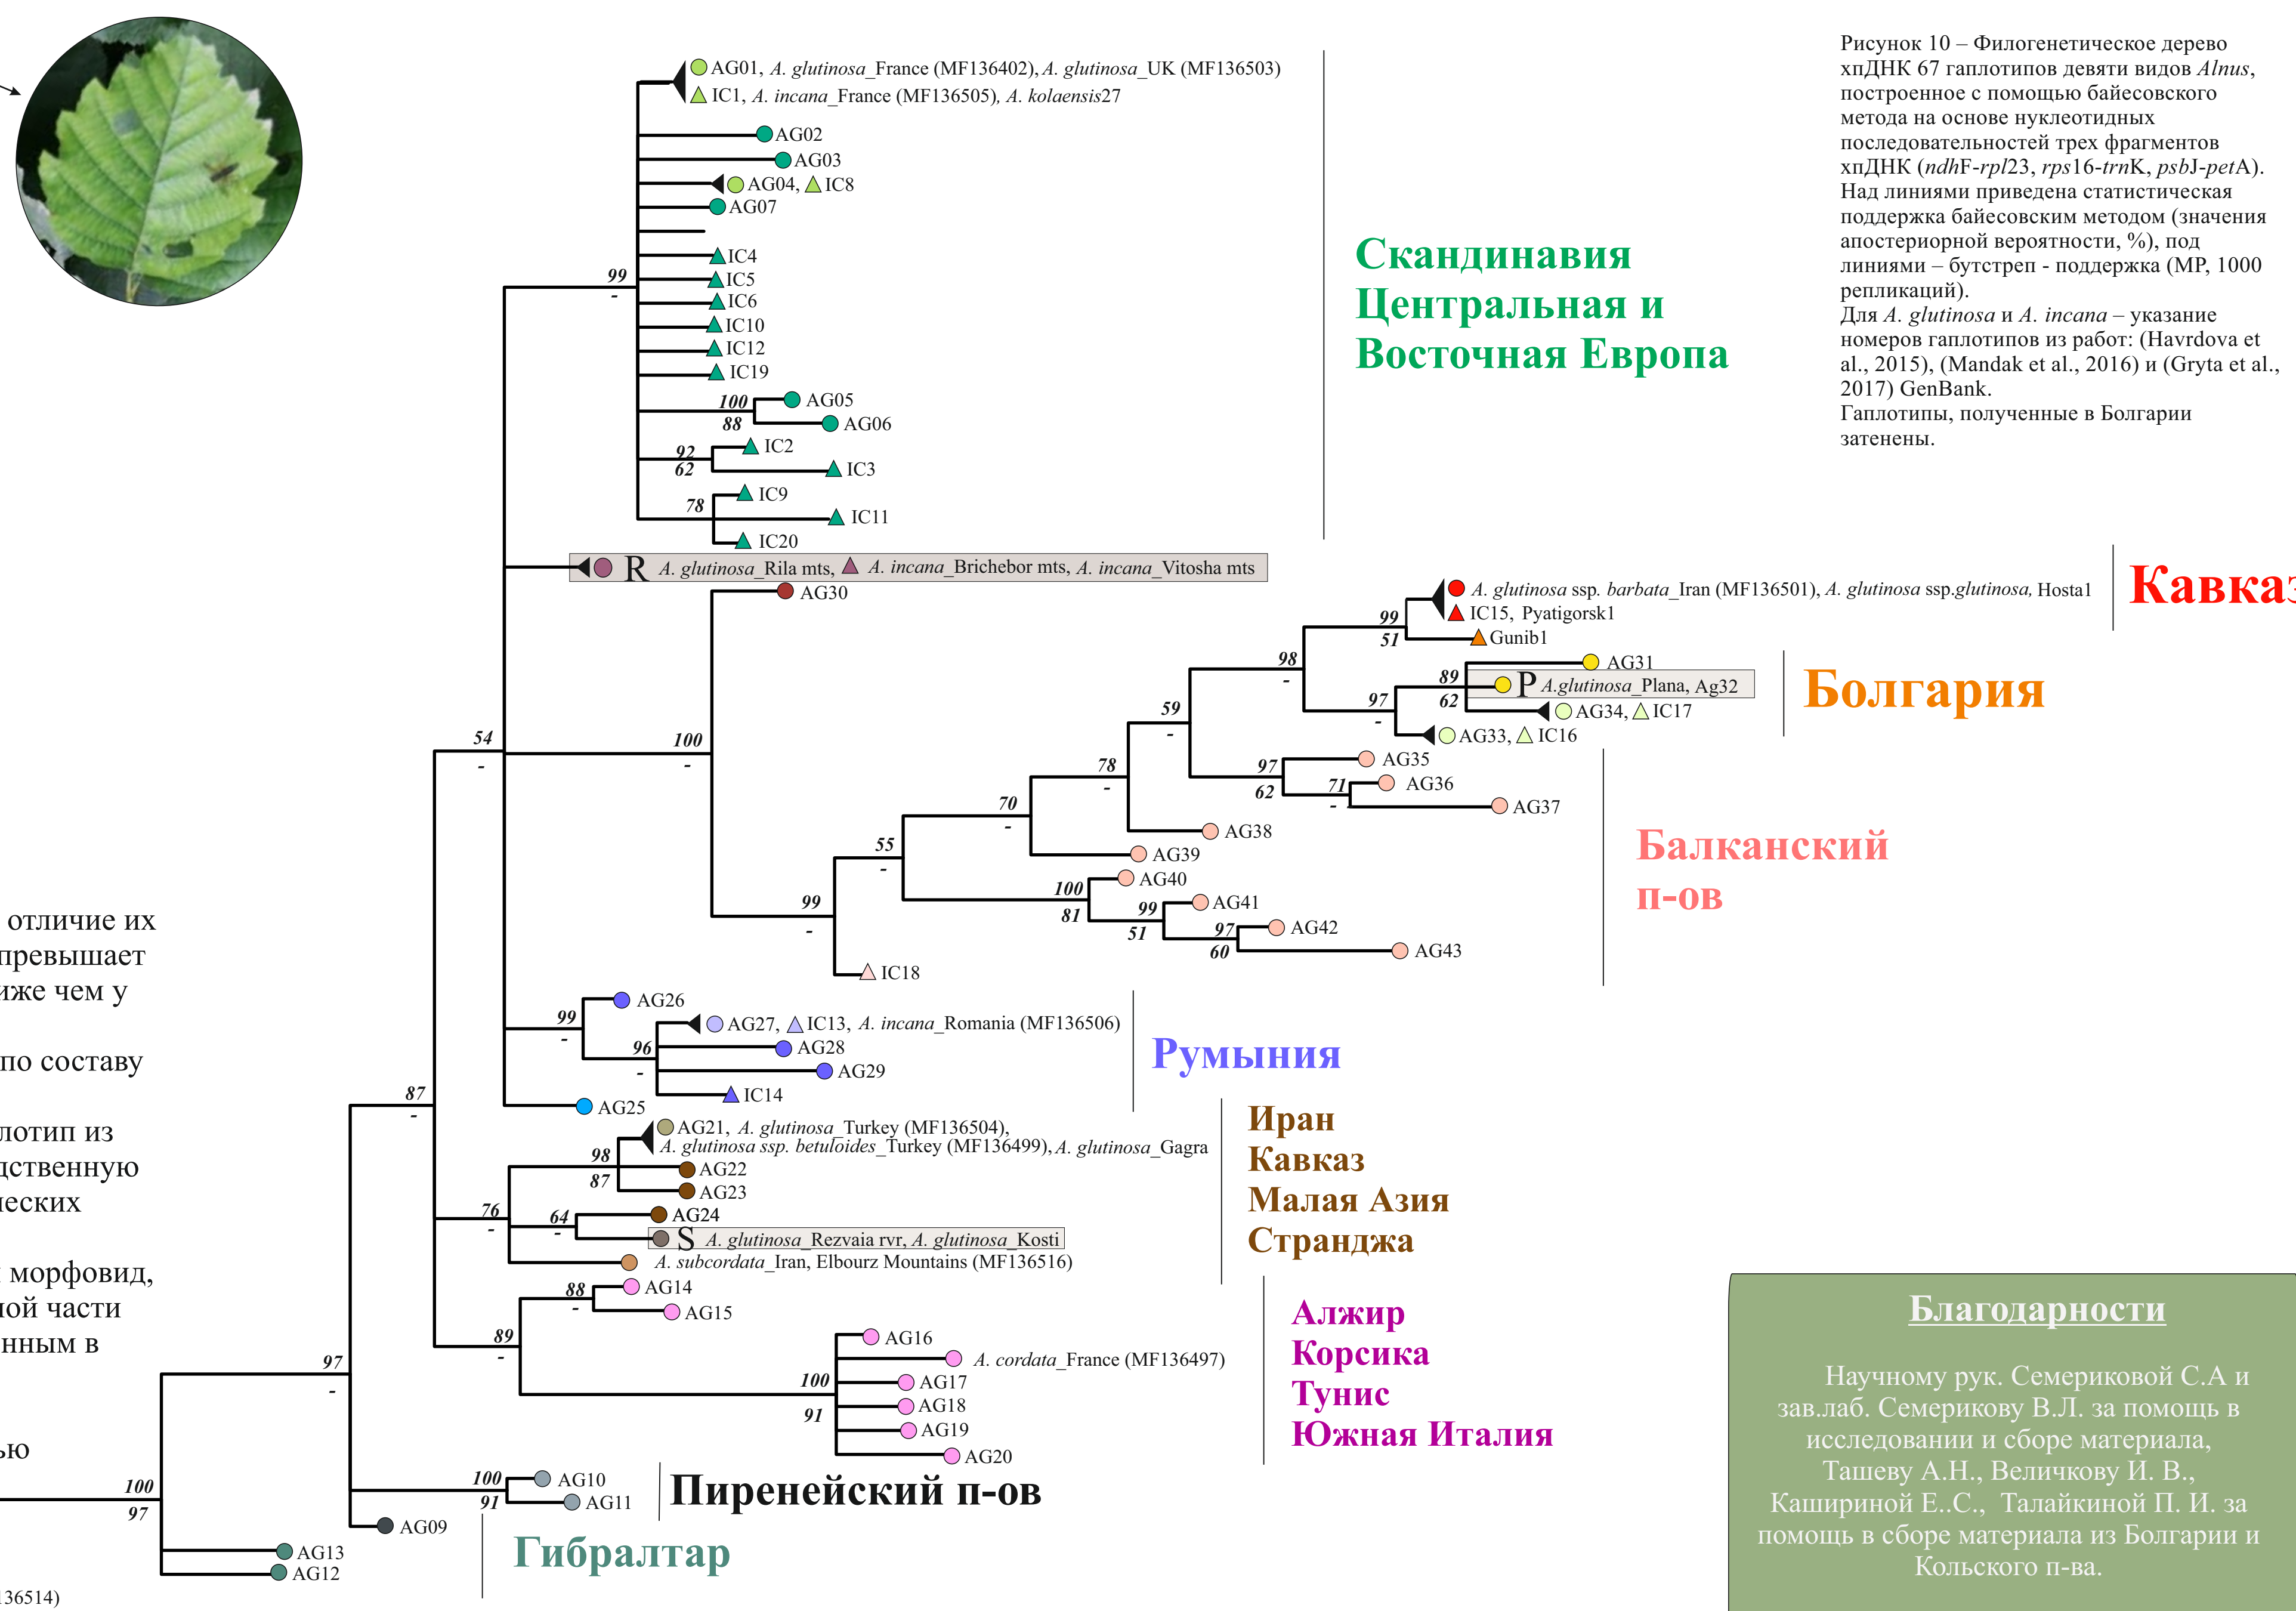 AG01, A. glutinosa_France (MF136402), A. glutinosa_UK (MF136503)
IC1, A. incana_France (MF136505), A. kolaensis27
AG02
AG03
AG04, IC8
AG07
IC4
99
-
IC5
IC6
IC10
IC12
IC19
100
88
AG05
AG06
92
62
IC2
IC3
78
IC9
IC11
IC20
Скандинавия
Центральная и
Восточная Европа
Рисунок 10 – Филогенетическое дерево
хпДНК 67 гаплотипов девяти видов Alnus,
построенное с помощью байесовского
метода на основе нуклеотидных
последовательностей трех фрагментов
хпДНК (ndhF-rpl23, rps16-trnK, psbJ-petA).
Над линиями приведена статистическая
поддержка байесовским методом (значения
апостериорной вероятности, %), под
линиями – бутстреп - поддержка (MP, 1000
репликаций).
Для A. glutinosa и A. incana – указание
номеров гаплотипов из работ: (Havrdova et
al., 2015), (Mandak et al., 2016) и (Gryta et al.,
2017) GenBank.
Гаплотипы, полученные в Болгарии
затенены.
R A. glutinosa_Rila mts, A. incana_Brichebor mts, A. incana_Vitosha mts
AG30
99
51
A. glutinosa ssp. barbata_Iran (MF136501), A. glutinosa ssp.glutinosa, Hosta1
IC15, Pyatigorsk1
Gunib1
Кавказ
98
-
89
62
AG31
P A.glutinosa_Plana, Ag32
97
-
AG34, IC17
AG33, IC16
Болгария
54
-
100
-
59
-
97
62
AG35
71
-
AG36
AG37
78
-
AG38
70
-
AG39
55
-
100
81
AG40
99
51
AG41
97
60
AG42
AG43
99
-
IC18
Балканский
п-ов
99
-
AG26
96
-
AG27, IC13, A. incana_Romania (MF136506)
AG28
AG29
IC14
Румыния
87
-
AG25
98
87
AG21, A. glutinosa_Turkey (MF136504),
A. glutinosa ssp. betuloides_Turkey (MF136499), A. glutinosa_Gagra
AG22
AG23
76
-
64
-
AG24
S A. glutinosa_Rezvaia rvr, A. glutinosa_Kosti
A. subcordata_Iran, Elbourz Mountains (MF136516)
Иран
Кавказ
Малая Азия
Странджа
88
-
AG14
AG15
89
-
100
91
AG16
A. cordata_France (MF136497)
AG17
AG18
AG19
AG20
Алжир
Корсика
Тунис
Южная Италия
97
-
100
91
AG10
AG11
Пиренейский п-ов
AG09
100
97
AG13
AG12
Гибралтар
отличие их
превышает
иже чем у
по составу
лотип из
дственную
ческих
морфовид,
ной части
нным в
ью
136514)
Благодарности
Научному рук. Семериковой С.А и
зав.лаб. Семерикову В.Л. за помощь в
исследовании и сборе материала,
Ташеву А.Н., Величкову И. В.,
Кашириной Е..С., Талайкиной П. И. за
помощь в сборе материала из Болгарии и
Кольского п-ва.